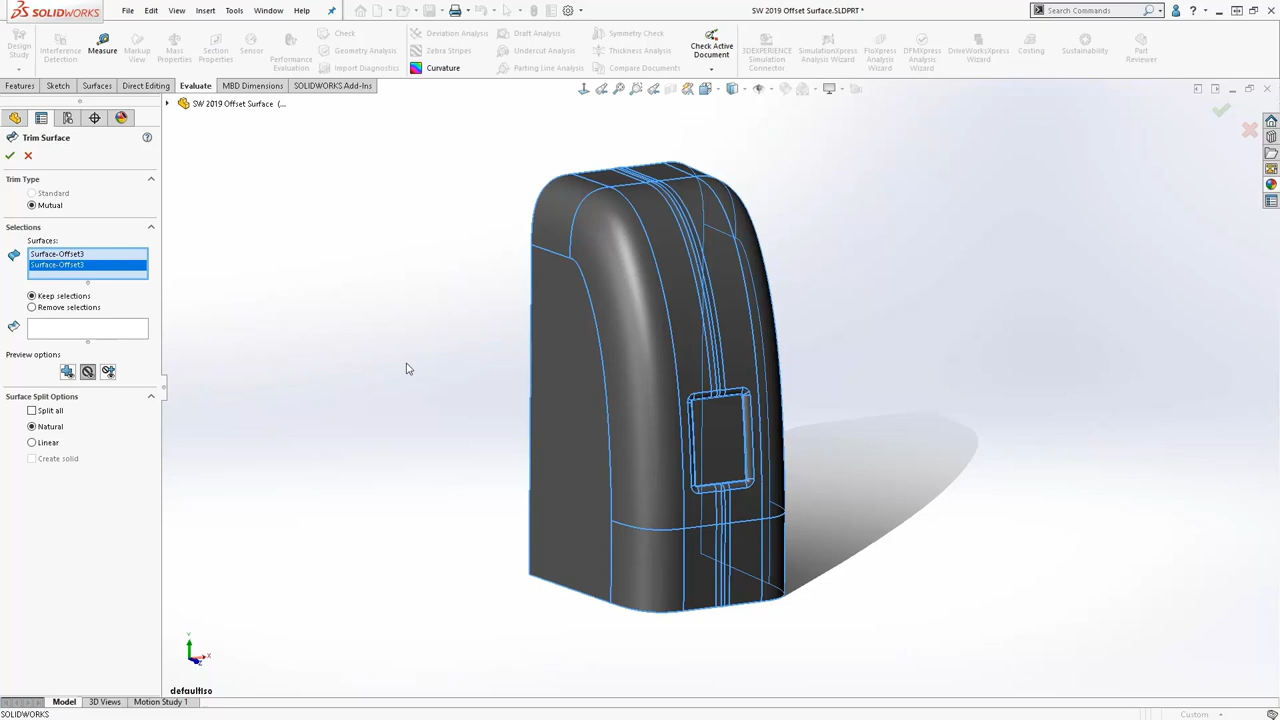 SOLIDWORKS
File Edit View Insert Tools Window Help
SW 2019 Offset Surface.SLDPRT *
Search Commands
Design Study
Interference Detection
Measure
Markup View
Mass Properties
Section Properties
Sensor
Performance Evaluation
Check
Geometry Analysis
Import Diagnostics
Deviation Analysis
Zebra Stripes
Curvature
Draft Analysis
Undercut Analysis
Parting Line Analysis
Symmetry Check
Thickness Analysis
Compare Documents
Check Active Document
3DEXPERIENCE Simulation Connector
SimulationXpress Analysis Wizard
FloXpress Analysis Wizard
DFMXpress Analysis Wizard
DriveWorksXpress Wizard
Costing
Sustainability
Part Reviewer
Features Sketch Surfaces Direct Editing Evaluate MBD Dimensions SOLIDWORKS Add-Ins
SW 2019 Offset Surface (...
Trim Surface
Trim Type
Standard
Mutual
Selections
Surfaces:
Surface-Offset3
Surface-Offset3
Keep selections
Remove selections
Preview options
Surface Split Options
Split all
Natural
Linear
Create solid
Y
X
Z
defaultIso
Model 3D Views Motion Study 1
SOLIDWORKS
Custom